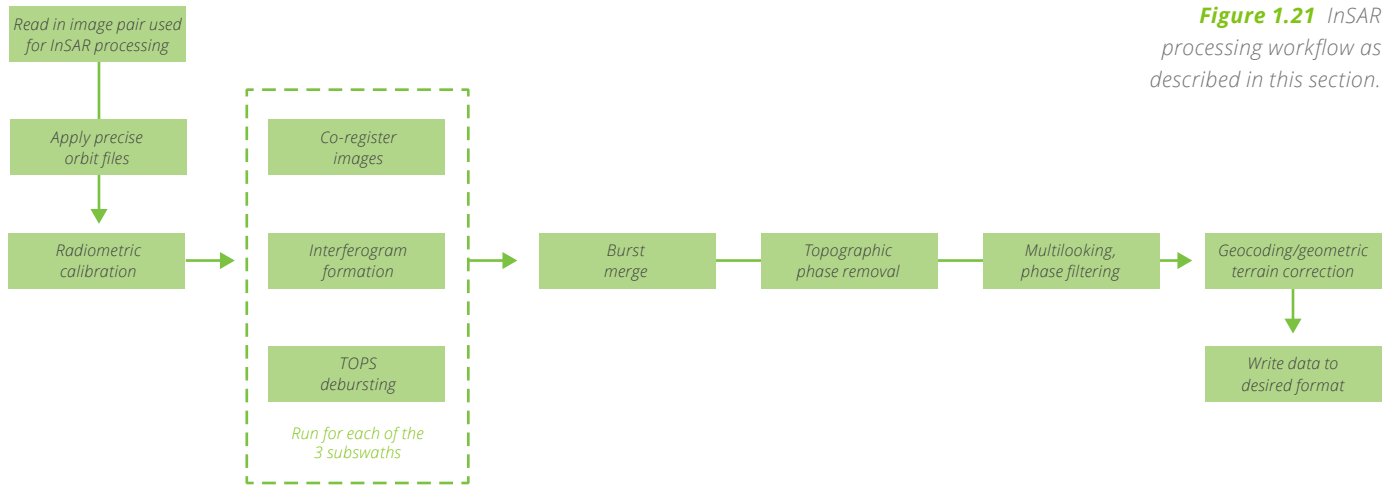 Figure 1.21 InSAR
processing workflow as
described in this section.
Read in image pair used
for InSAR processing
Apply precise
orbit files
Radiometric
calibration
Co-register
images
Interferogram
formation
TOPS
debursting
Run for each of the
3 subswaths
Burst
merge
Topographic
phase removal
Multilooking,
phase filtering
Geocoding/geometric
terrain correction
Write data to
desired format